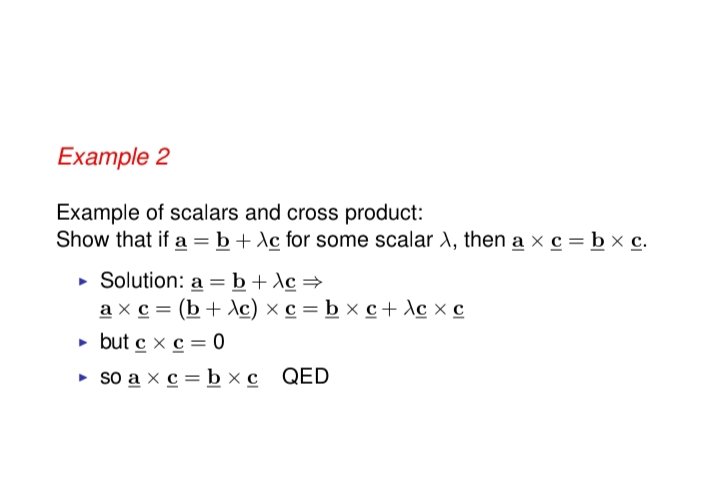 Example 2
Example of scalars and cross product:
Show that if a̲ = b̲ + λc̲ for some scalar λ, then a̲ × c̲ = b̲ × c̲.
▸ Solution: a̲ = b̲ + λc̲ ⇒
a̲ × c̲ = (b̲ + λc̲) × c̲ = b̲ × c̲ + λc̲ × c̲
▸ but c̲ × c̲ = 0
▸ so a̲ × c̲ = b̲ × c̲ QED